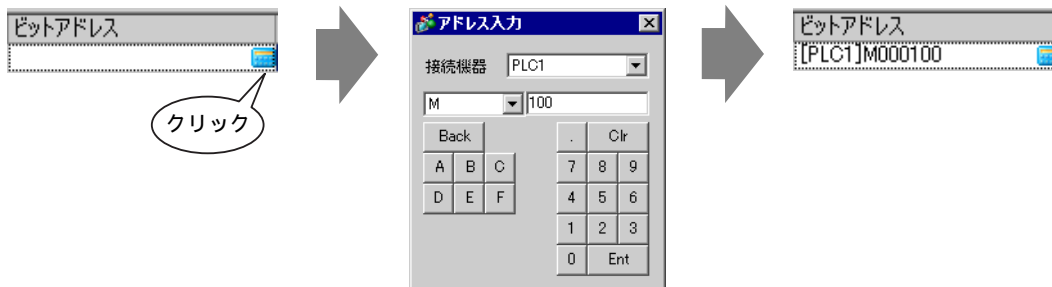 ビットアドレス
クリック
アドレス入力
接続機器 PLC1
M 100
Back . Clr
A B C 7 8 9
D E F 4 5 6
1 2 3
0 Ent
ビットアドレス
[PLC1]M000100